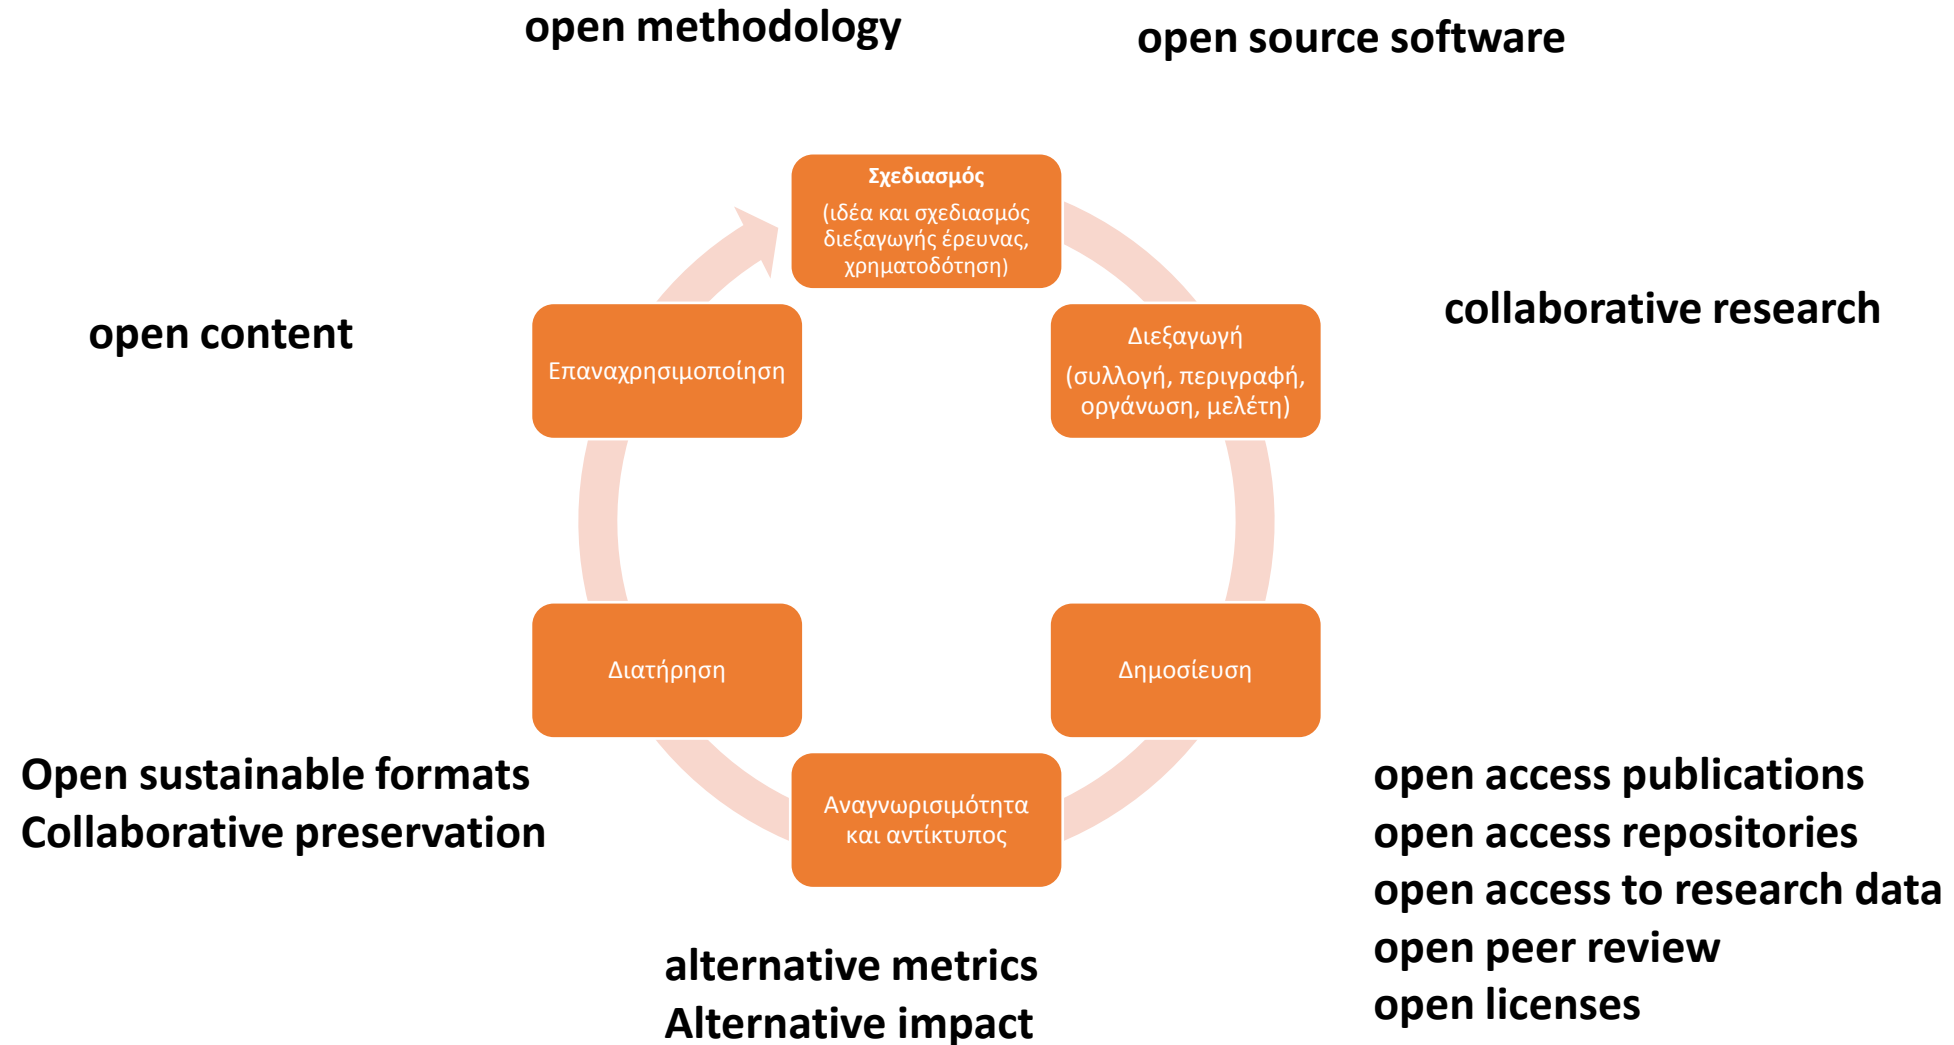 open methodology
open source software
Σχεδιασμός
(ιδέα και σχεδιασμός
διεξαγωγής έρευνας,
χρηματοδότηση)
open content
Επαναχρησιμοποίηση
Διεξαγωγή
(συλλογή, περιγραφή,
οργάνωση, μελέτη)
collaborative research
Διατήρηση
Δημοσίευση
Open sustainable formats
Collaborative preservation
Αναγνωρισιμότητα
και αντίκτυπος
open access publications
open access repositories
open access to research data
open peer review
open licenses
alternative metrics
Alternative impact